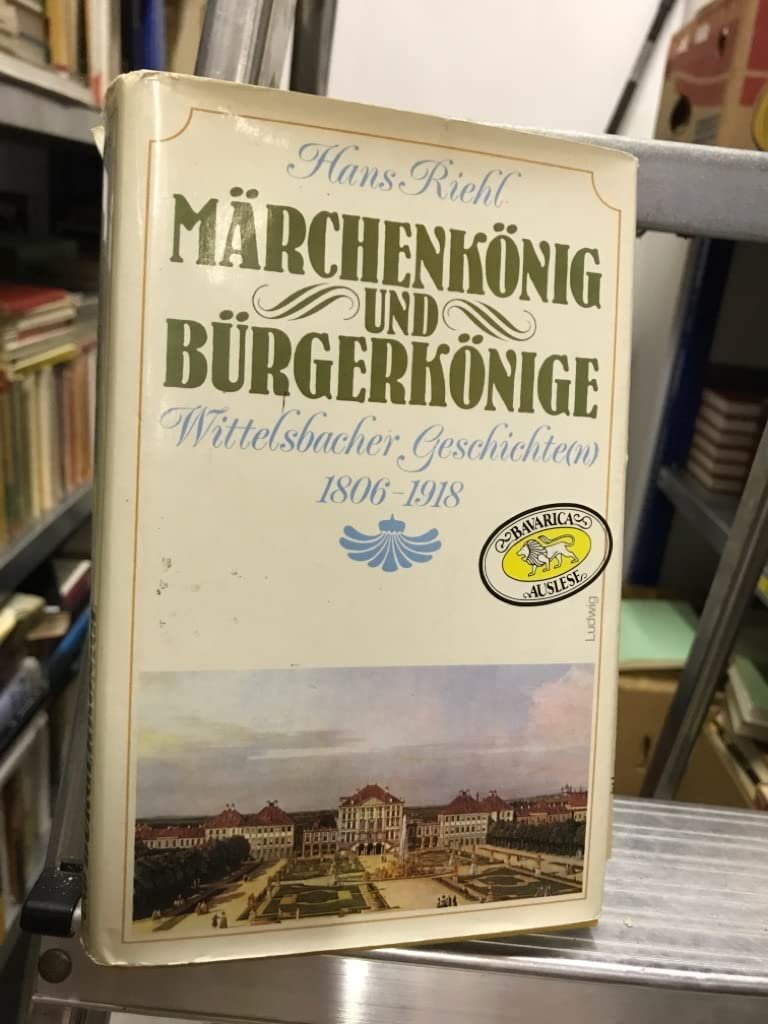 Hans Riehl
MÄRCHENKÖNIG
UND
BÜRGERKÖNIGE
Wittelsbacher Geschichte(n)
1806-1918
BAVARICA
AUSLESE
Ludwig